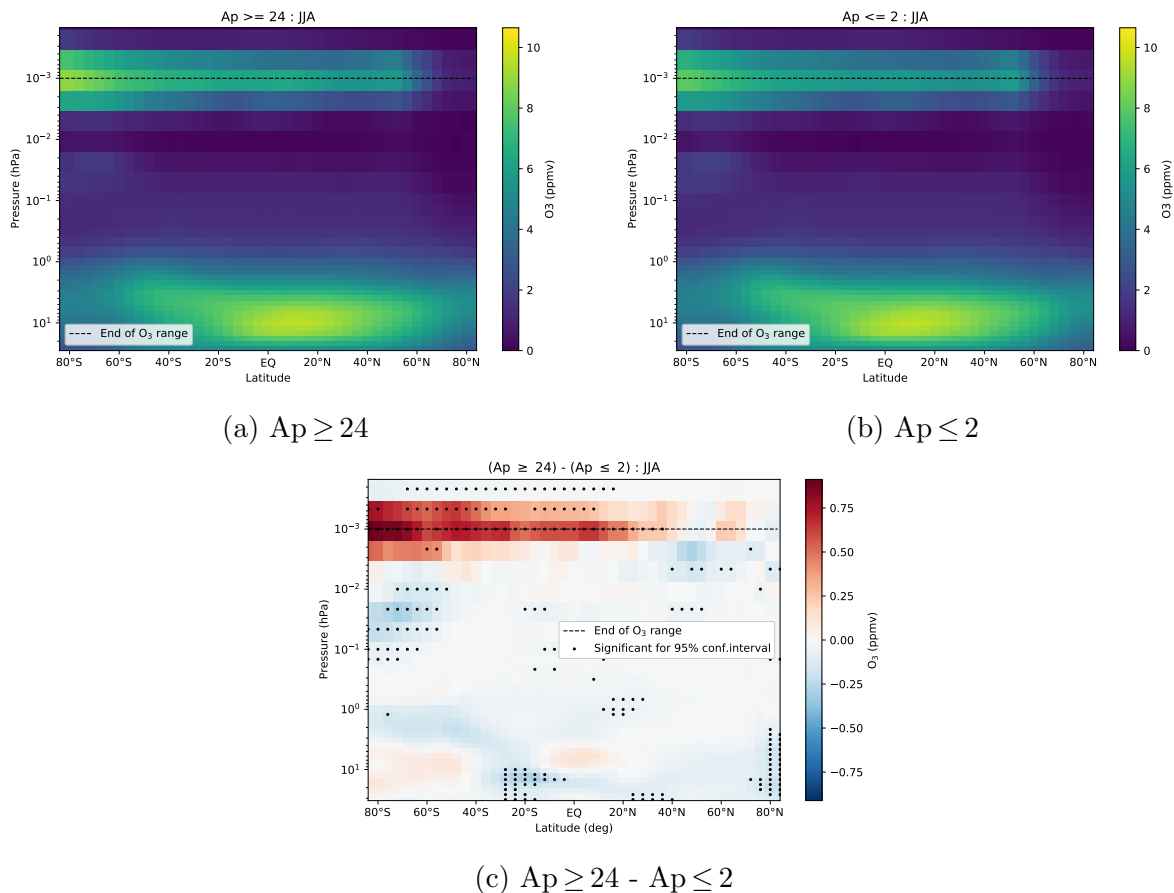 Ap >= 24 : JJA
Pressure (hPa)
10⁻³
10⁻²
10⁻¹
10⁰
10¹
End of O₃ range
80°S 60°S 40°S 20°S EQ 20°N 40°N 60°N 80°N
Latitude
10
8
6
4
2
0
O3 (ppmv)
(a) Ap ≥ 24
Ap <= 2 : JJA
Pressure (hPa)
10⁻³
10⁻²
10⁻¹
10⁰
10¹
End of O₃ range
80°S 60°S 40°S 20°S EQ 20°N 40°N 60°N 80°N
Latitude
10
8
6
4
2
0
O3 (ppmv)
(b) Ap ≤ 2
(Ap ≥ 24) - (Ap ≤ 2) : JJA
Pressure (hPa)
10⁻³
10⁻²
10⁻¹
10⁰
10¹
End of O₃ range
Significant for 95% conf.interval
80°S 60°S 40°S 20°S EQ 20°N 40°N 60°N 80°N
Latitude (deg)
0.75
0.50
0.25
0.00
−0.25
−0.50
−0.75
O₃ (ppmv)
(c) Ap ≥ 24 - Ap ≤ 2